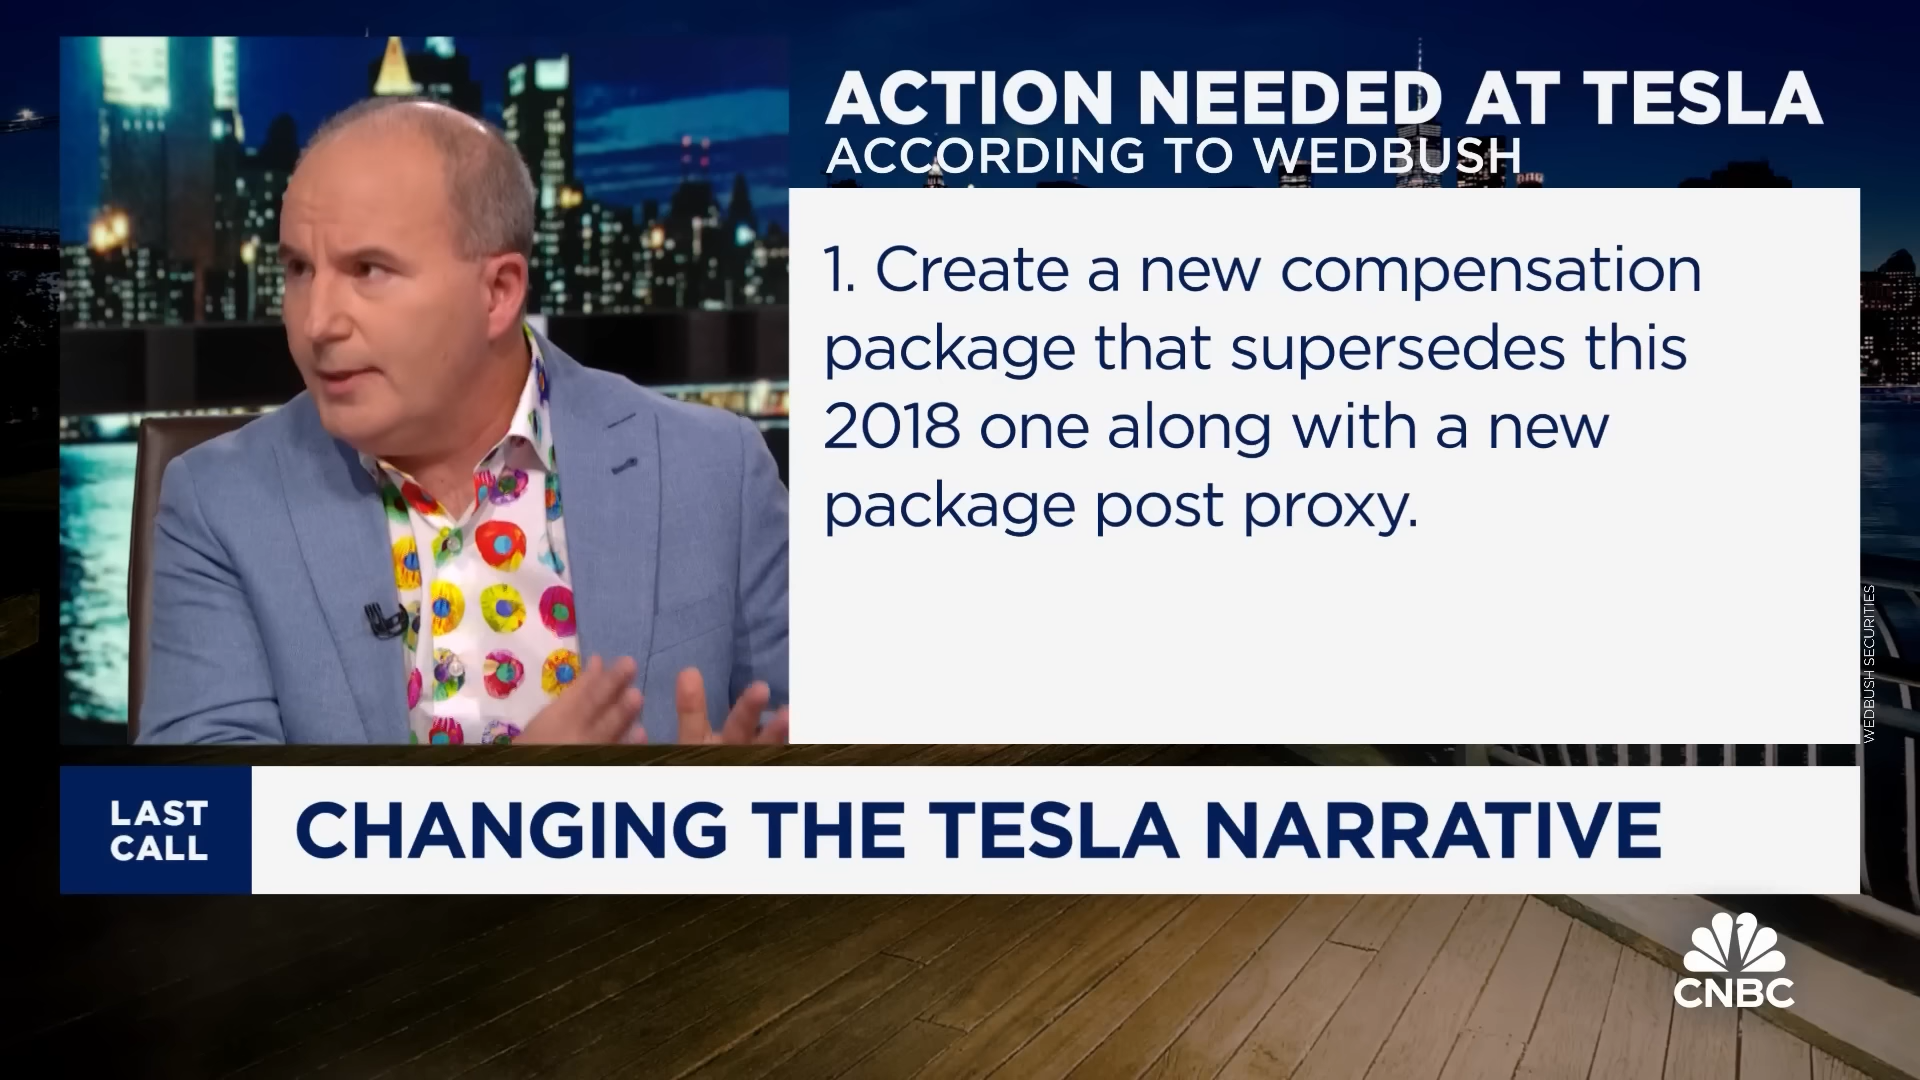 ACTION NEEDED AT TESLA
ACCORDING TO WEDBUSH
1. Create a new compensation
package that supersedes this
2018 one along with a new
package post proxy.
WEDBUSH SECURITIES
LAST
CALL
CHANGING THE TESLA NARRATIVE
CNBC